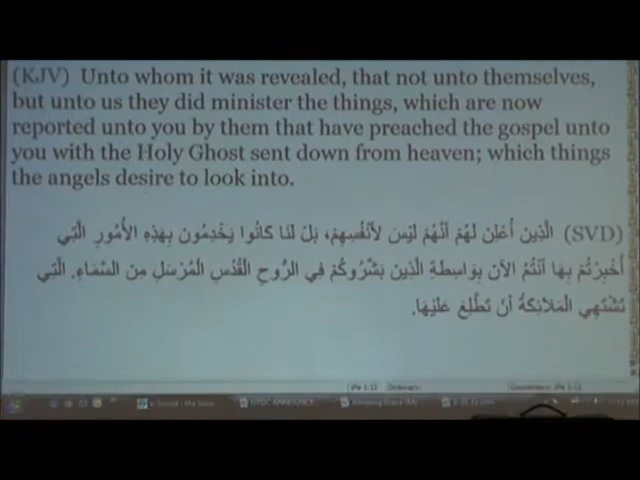 (KJV) Unto whom it was revealed, that not unto themselves,
but unto us they did minister the things, which are now
reported unto you by them that have preached the gospel unto
you with the Holy Ghost sent down from heaven; which things
the angels desire to look into.
(SVD) الَّذِينَ أُعْلِنَ لَهُمْ أَنَّهُمْ لَيْسَ لأَنْفُسِهِمْ، بَلْ لَنَا كَانُوا يَخْدِمُونَ بِهَذِهِ الأُمُورِ الَّتِي
أُخْبِرْتُمْ بِهَا أَنْتُمُ الآنَ بِوَاسِطَةِ الَّذِينَ بَشَّرُوكُمْ فِي الرُّوحِ الْقُدُسِ الْمُرْسَلِ مِنَ السَّمَاءِ. الَّتِي
تَشْتَهِي الْمَلاَئِكَةُ أَنْ تَطَّلِعَ عَلَيْهَا.
1Pe 1:12